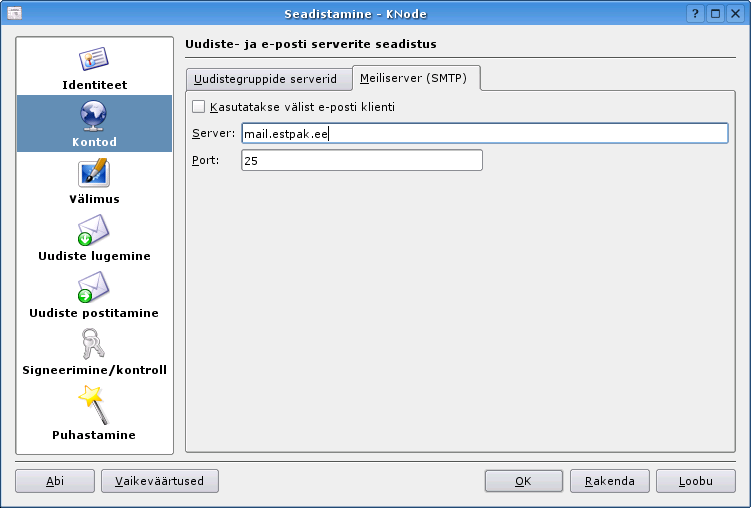 Seadistamine - KNode
Identiteet
Kontod
Välimus
Uudiste lugemine
Uudiste postitamine
Signeerimine/kontroll
Puhastamine
Uudiste- ja e-posti serverite seadistus
Uudistegruppide serverid
Meiliserver (SMTP)
Kasutatakse välist e-posti klienti
Server: mail.estpak.ee
Port: 25
Abi
Vaikeväärtused
OK
Rakenda
Loobu